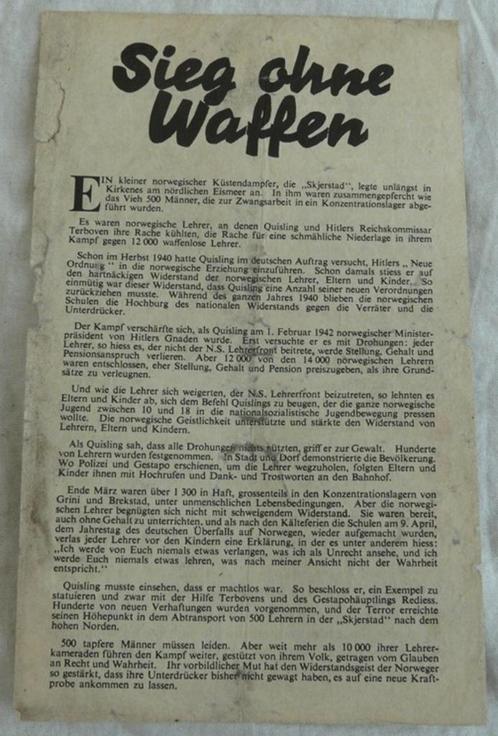 Sieg ohne
Waffen
EIN kleiner norwegischer Küstendampfer, die „Skjerstad“, legte unlängst in
Kirkenes am nördlichen Eismeer an. In ihm waren zusammengepfercht wie
das Vieh 500 Männer, die zur Zwangsarbeit in ein Konzentrationslager abge-
führt wurden.
Es waren norwegische Lehrer, an denen Quisling und Hitlers Reichskommissar
Terboven ihre Rache kühlten, die Rache für eine schmähliche Niederlage in ihrem
Kampf gegen 12 000 waffenlose Lehrer.
Schon im Herbst 1940 hatte Quisling im deutschen Auftrag versucht, Hitlers „ Neue
Ordnung “ in die norwegische Erziehung einzuführen. Schon damals stiess er auf
den hartnäckigen Widerstand der norwegischen Lehrer, Eltern und Kinder. So
einmütig war dieser Widerstand, dass Quisling eine Anzahl seiner neuen Verordnungen
zurückziehen musste. Während des ganzen Jahres 1940 blieben die norwegischen
Schulen die Hochburg des nationalen Widerstands gegen die Verräter und die
Unterdrücker.
Der Kampf verschärfte sich, als Quisling am 1. Februar 1942 norwegischer Minister-
präsident von Hitlers Gnaden wurde. Erst versuchte er es mit Drohungen: jeder
Lehrer, so hiess es, der nicht der N.S. Lehrerfront beitrete, werde Stellung, Gehalt und
Pensionsanspruch verlieren. Aber 12 000 von den 14 000 norwegischen Lehrern
waren entschlossen, eher Stellung, Gehalt und Pension preiszugeben, als ihre Grund-
sätze zu verleugnen.
Und wie die Lehrer sich weigerten, der N.S. Lehrerfront beizutreten, so lehnten es
Eltern und Kinder ab, sich dem Befehl Quislings zu beugen, der die ganze norwegische
Jugend zwischen 10 und 18 in die nationalsozialistische Jugendbewegung pressen
wollte. Die norwegische Geistlichkeit unterstützte und stärkte den Widerstand von
Lehrern, Eltern und Kindern.
Als Quisling sah, dass alle Drohungen nichts nützten, griff er zur Gewalt. Hunderte
von Lehrern wurden festgenommen. In Stadt und Dorf demonstrierte die Bevölkerung.
Wo Polizei und Gestapo erschienen, um die Lehrer wegzuholen, folgten Eltern und
Kinder ihnen mit Hochrufen und Dank- und Trostworten an den Bahnhof.
Ende März waren über 1 300 in Haft, grossenteils in den Konzentrationslagern von
Grini und Brekstad, unter unmenschlichen Lebensbedingungen. Aber die norwegi-
schen Lehrer begnügten sich nicht mit schweigendem Widerstand. Sie waren bereit,
auch ohne Gehalt zu unterrichten, und als nach den Kälteferien die Schulen am 9. April,
dem Jahrestag des deutschen Überfalls auf Norwegen, wieder aufgemacht wurden,
verlas jeder Lehrer vor den Kindern eine Erklärung, in der es unter anderem hiess:
„Ich werde von Euch niemals etwas verlangen, was ich als Unrecht ansehe, und ich
werde Euch niemals etwas lehren, was nach meiner Ansicht nicht der Wahrheit
entspricht.“
Quisling musste einsehen, dass er machtlos war. So beschloss er, ein Exempel zu
statuieren und zwar mit der Hilfe Terbovens und des Gestapohäuptlings Rediess.
Hunderte von neuen Verhaftungen wurden vorgenommen, und der Terror erreichte
seinen Höhepunkt in dem Abtransport von 500 Lehrern in der „Skjerstad“ nach dem
hohen Norden.
500 tapfere Männer müssen leiden. Aber weit mehr als 10 000 ihrer Lehrer-
kameraden führen den Kampf weiter, gestützt von ihrem Volk, getragen vom Glauben
an Recht und Wahrheit. Ihr vorbildlicher Mut hat den Widerstandsgeist der Norweger
so gestärkt, dass ihre Unterdrücker bisher nicht gewagt haben, es auf eine neue Kraft-
probe ankommen zu lassen.